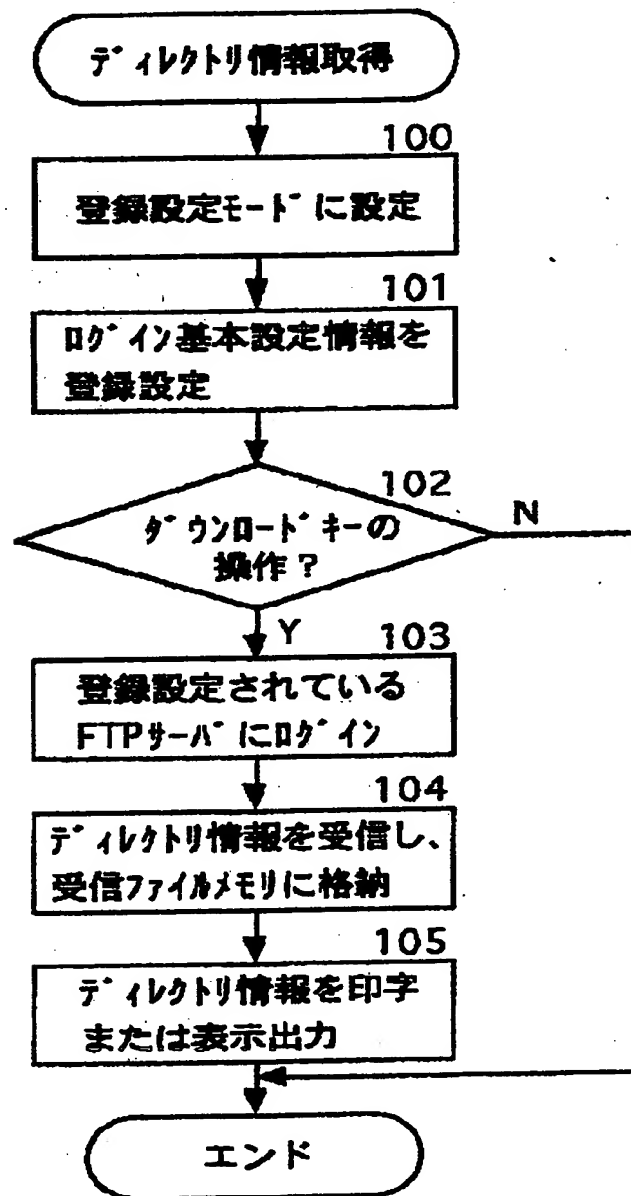 ディレクトリ情報取得
100
登録設定モードに設定
101
ログイン基本設定情報を
登録設定
102
ダウンロードキーの
操作?
N
Y
103
登録設定されている
FTPサーバにログイン
104
ディレクトリ情報を受信し、
受信ファイルメモリに格納
105
ディレクトリ情報を印字
または表示出力
エンド